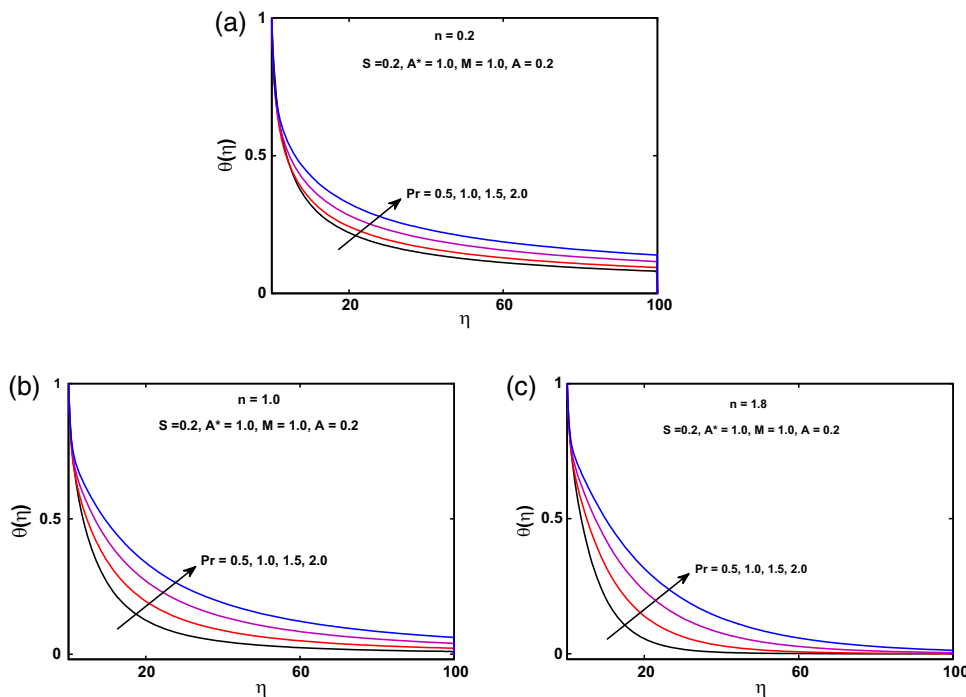 (a)
1
n = 0.2
S =0.2, A* = 1.0, M = 1.0, A = 0.2
θ(η)
0.5
Pr = 0.5, 1.0, 1.5, 2.0
0
20
60
100
η
(b)
1
n = 1.0
S =0.2, A* = 1.0, M = 1.0, A = 0.2
θ(η)
0.5
Pr = 0.5, 1.0, 1.5, 2.0
0
20
60
100
η
(c)
1
n = 1.8
S =0.2, A* = 1.0, M = 1.0, A = 0.2
θ(η)
0.5
Pr = 0.5, 1.0, 1.5, 2.0
0
20
60
100
η